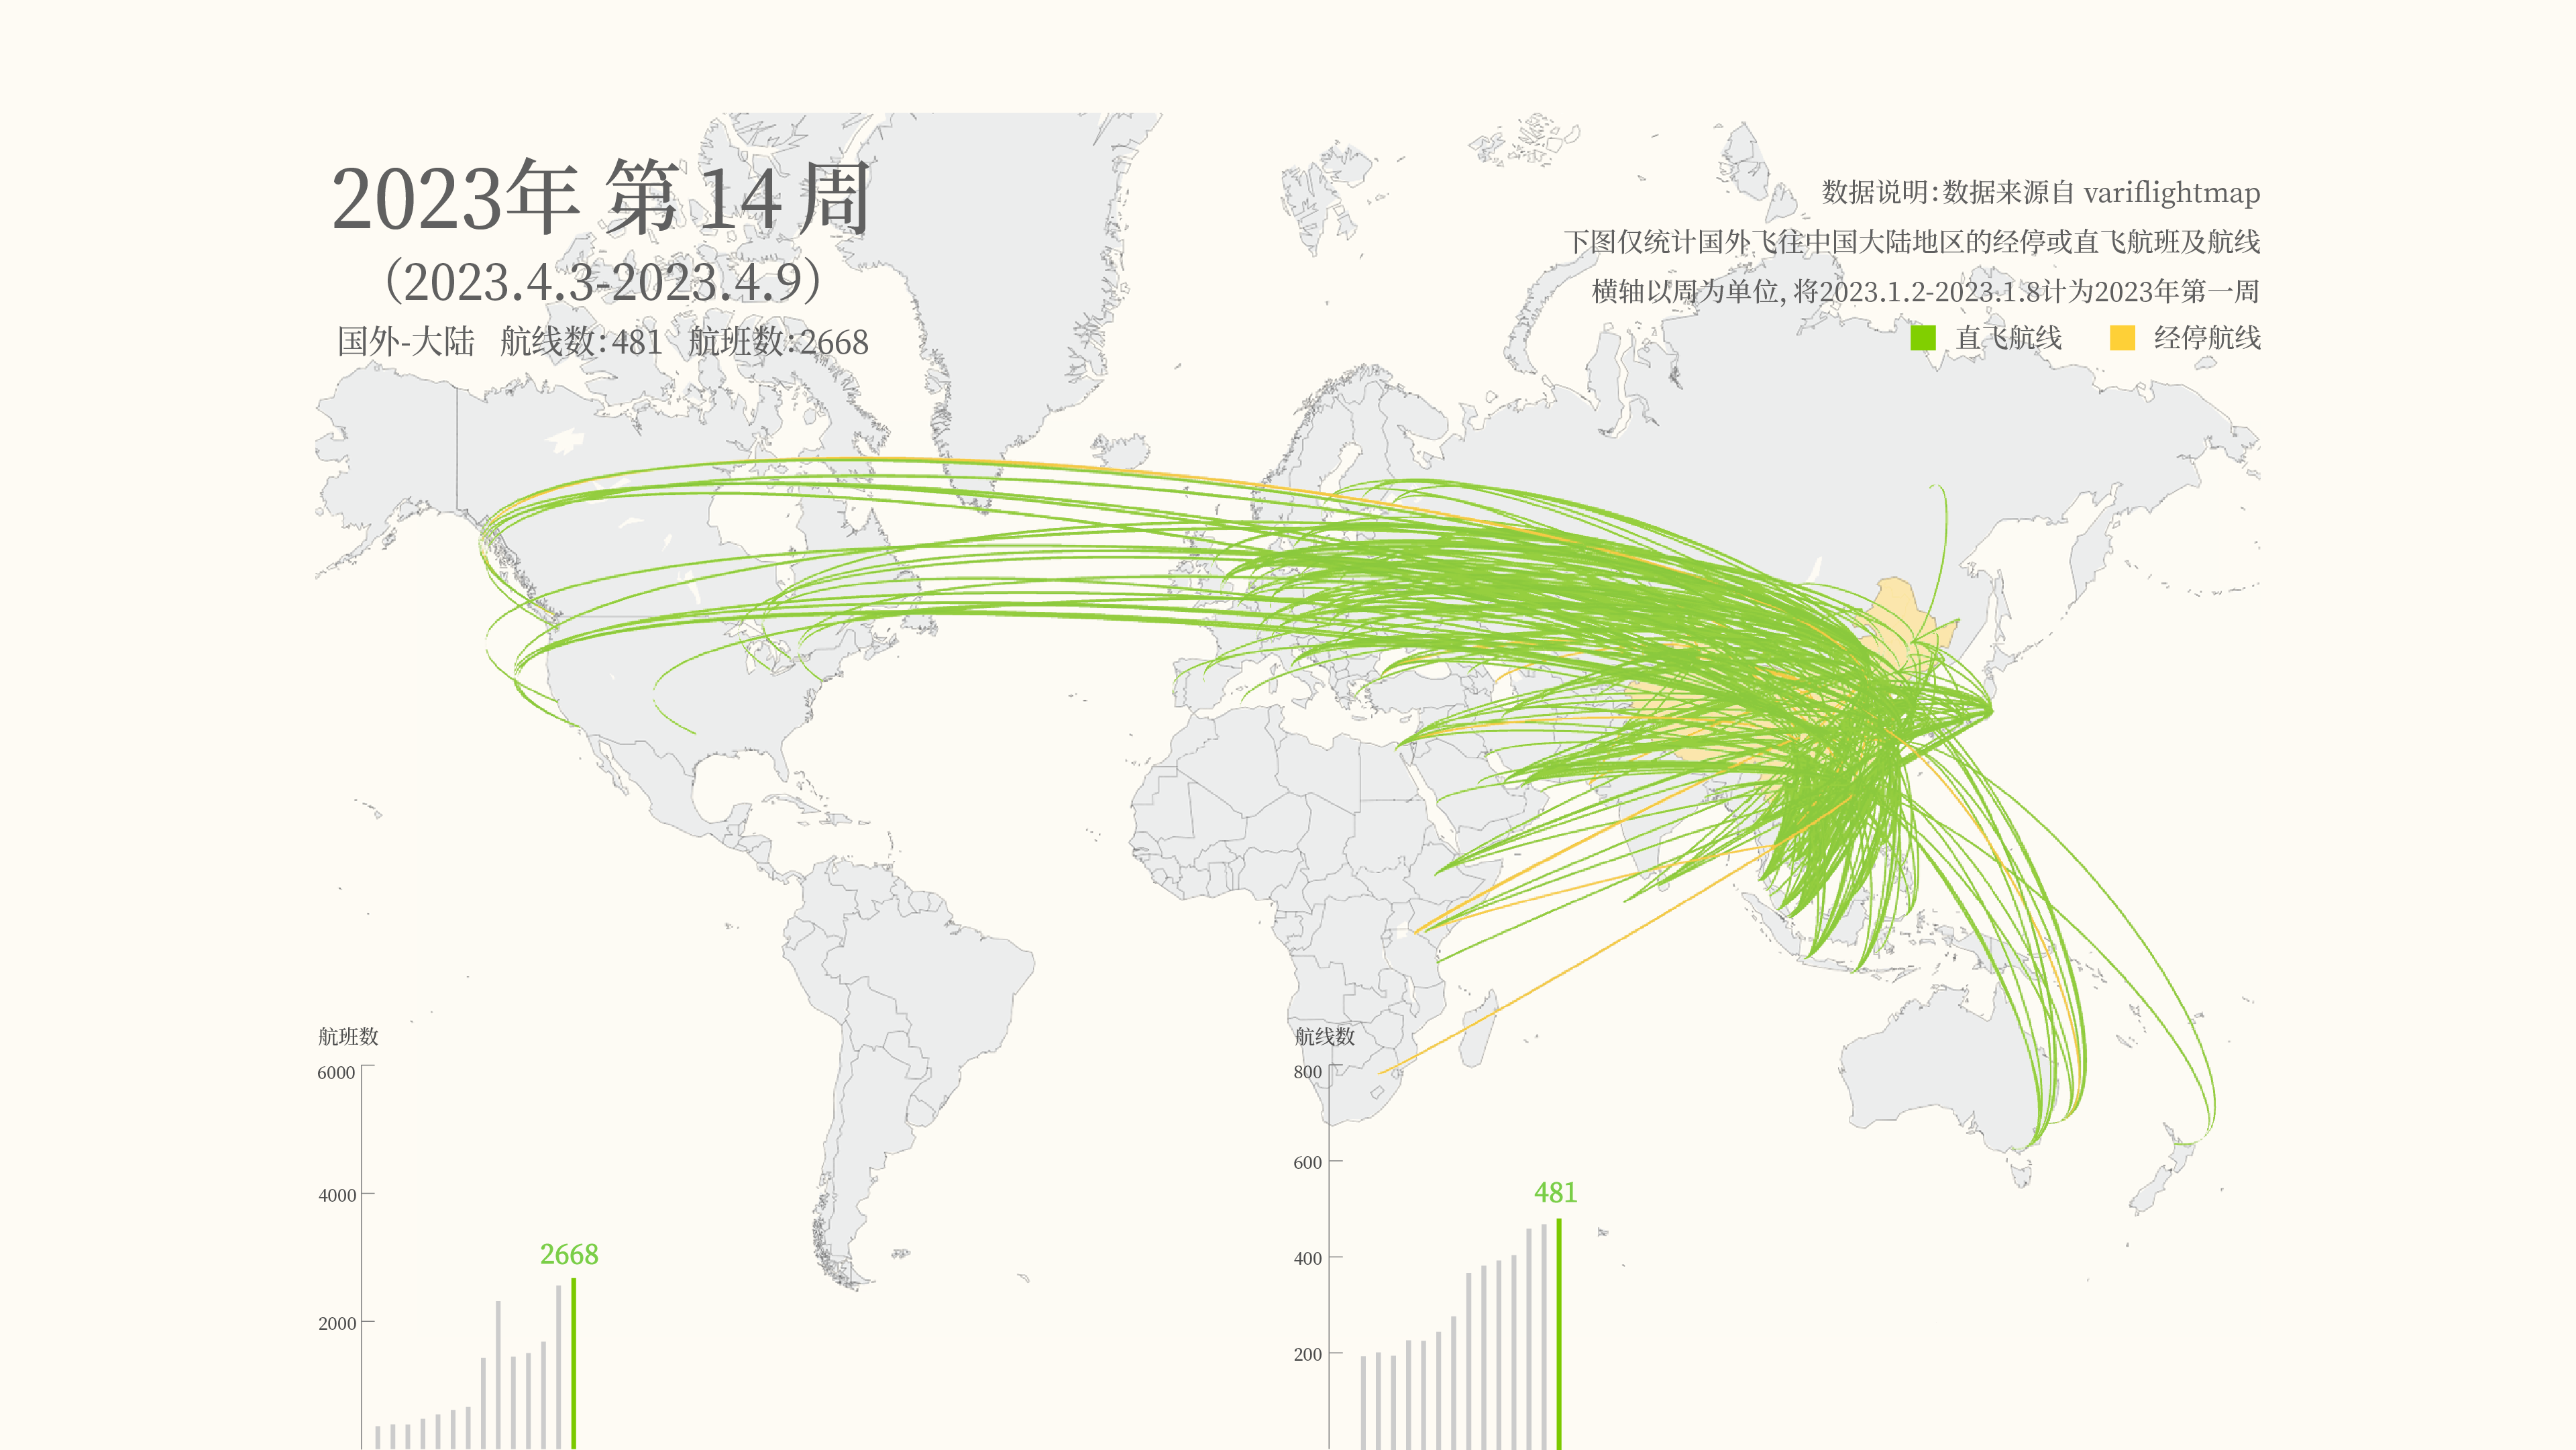 2023年 第 14 周
（2023.4.3-2023.4.9）
国外-大陆 航线数：481 航班数：2668
数据说明：数据来源自 variflightmap
下图仅统计国外飞往中国大陆地区的经停或直飞航班及航线
横轴以周为单位，将2023.1.2-2023.1.8计为2023年第一周
直飞航线 经停航线
航班数
6000
4000
2000
2668
航线数
800
600
400
200
481